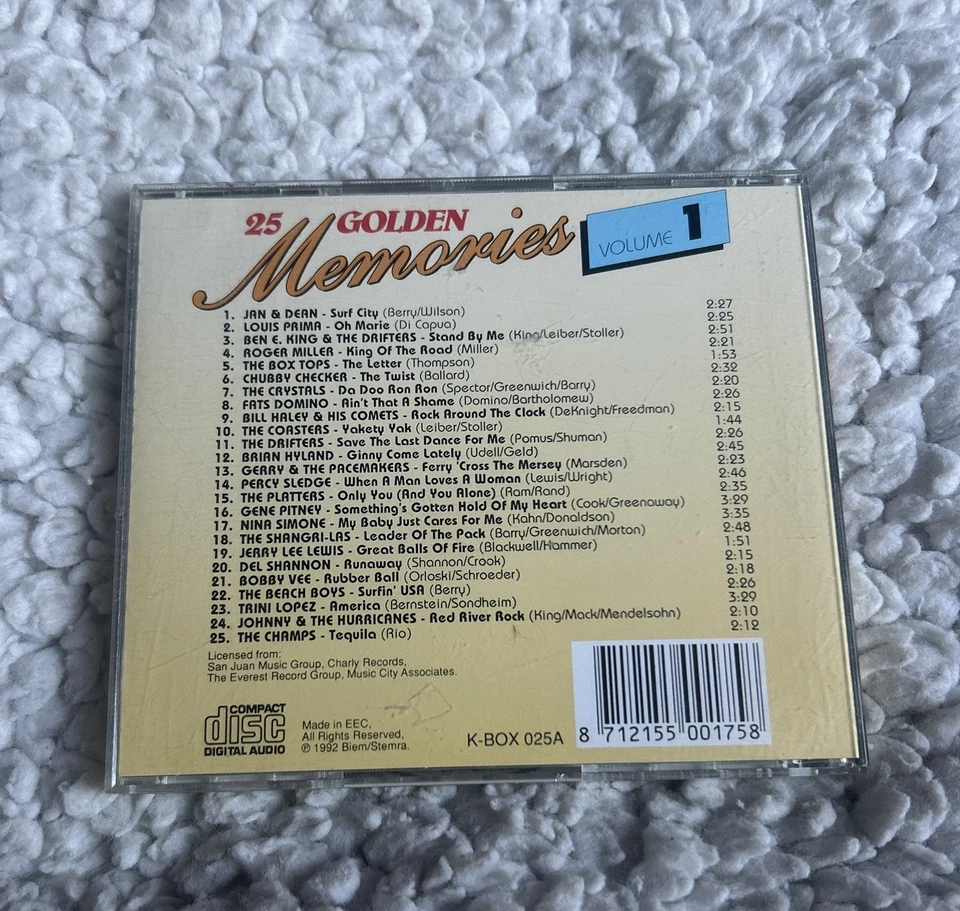 25 GOLDEN
Memories
VOLUME 1
1. JAN & DEAN - Surf City (Berry/Wilson) 2:27
2. LOUIS PRIMA - Oh Marie (Di Capua) 2:25
3. BEN E. KING & THE DRIFTERS - Stand By Me (King/Leiber/Stoller) 2:51
4. ROGER MILLER - King Of The Road (Miller) 2:21
5. THE BOX TOPS - The Letter (Thompson) 1:53
6. CHUBBY CHECKER - The Twist (Ballard) 2:32
7. THE CRYSTALS - Da Doo Ron Ron (Spector/Greenwich/Barry) 2:20
8. FATS DOMINO - Ain't That A Shame (Domino/Bartholomew) 2:26
9. BILL HALEY & HIS COMETS - Rock Around The Clock (DeKnight/Freedman) 2:15
10. THE COASTERS - Yakety Yak (Leiber/Stoller) 1:44
11. THE DRIFTERS - Save The Last Dance For Me (Pomus/Shuman) 2:26
12. BRIAN HYLAND - Ginny Come Lately (Udell/Geld) 2:45
13. GERRY & THE PACEMAKERS - Ferry 'Cross The Mersey (Marsden) 2:23
14. PERCY SLEDGE - When A Man Loves A Woman (Lewis/Wright) 2:46
15. THE PLATTERS - Only You (And You Alone) (Ram/Rand) 2:35
16. GENE PITNEY - Something's Gotten Hold Of My Heart (Cook/Greenaway) 3:29
17. NINA SIMONE - My Baby Just Cares For Me (Kahn/Donaldson) 3:35
18. THE SHANGRI-LAS - Leader Of The Pack (Barry/Greenwich/Morton) 2:48
19. JERRY LEE LEWIS - Great Balls Of Fire (Blackwell/Hammer) 1:51
20. DEL SHANNON - Runaway (Shannon/Crook) 2:15
21. BOBBY VEE - Rubber Ball (Orloski/Schroeder) 2:18
22. THE BEACH BOYS - Surfin' USA (Berry) 2:26
23. TRINI LOPEZ - America (Bernstein/Sondheim) 3:29
24. JOHNNY & THE HURRICANES - Red River Rock (King/Mack/Mendelsohn) 2:10
25. THE CHAMPS - Tequila (Rio) 2:12
Licensed from:
San Juan Music Group, Charly Records,
The Everest Record Group, Music City Associates.
COMPACT
disc
DIGITAL AUDIO
Made in EEC,
All Rights Reserved,
℗ 1992 Biem/Stemra.
K-BOX 025A
8 712155 001758